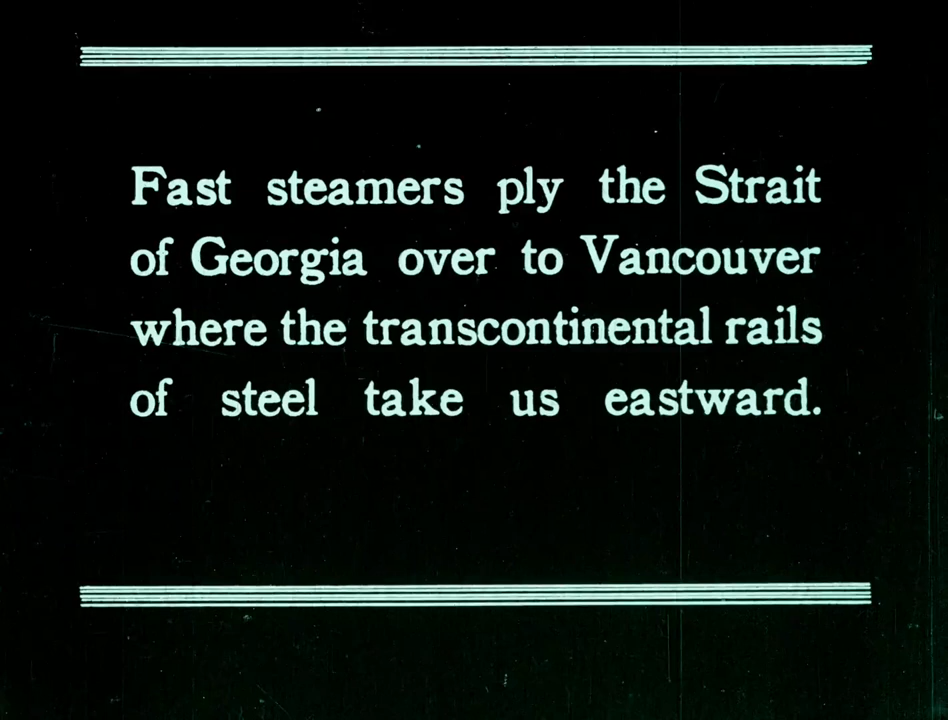 Fast steamers ply the Strait
of Georgia over to Vancouver
where the transcontinental rails
of steel take us eastward.